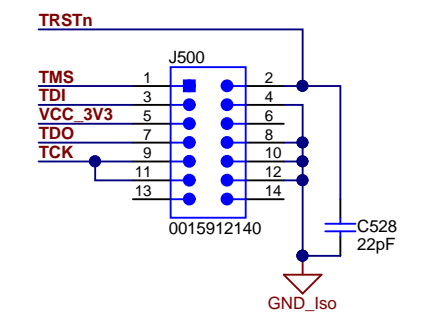 TRSTn
J500
TMS 1 2
TDI 3 4
VCC_3V3 5 6
TDO 7 8
TCK 9 10
11 12
13 14
0015912140
C528
22pF
GND_Iso